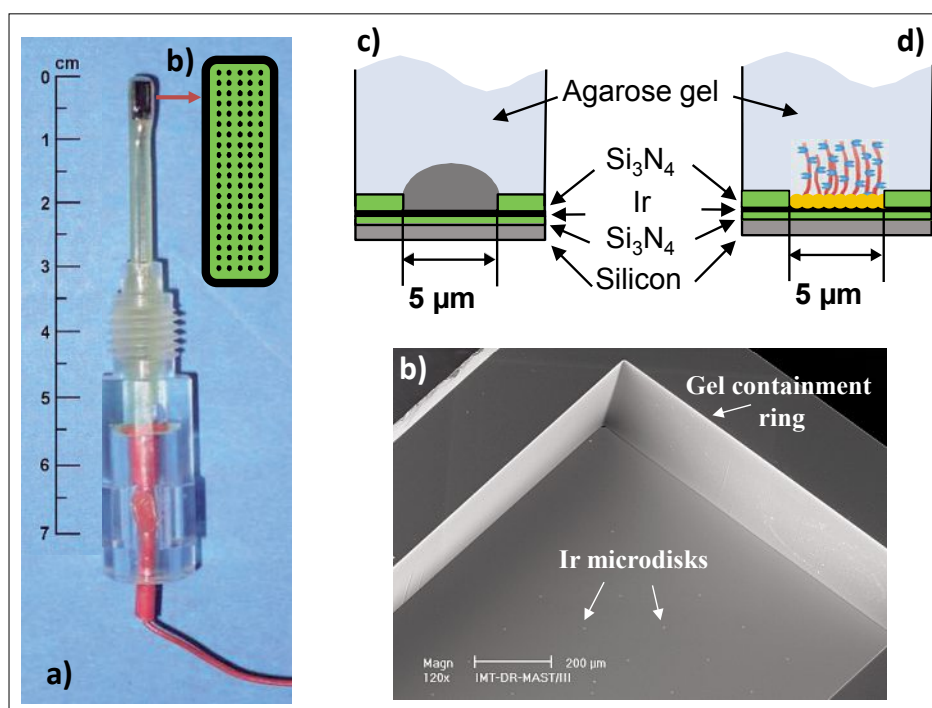 cm
0
1
2
3
4
5
6
7
a)
b)
c)
d)
Agarose gel
Si3N4
Ir
Si3N4
Silicon
5 µm
5 µm
b)
Gel containment
ring
Ir microdisks
Magn
120x
200 µm
IMT-DR-MAST/III